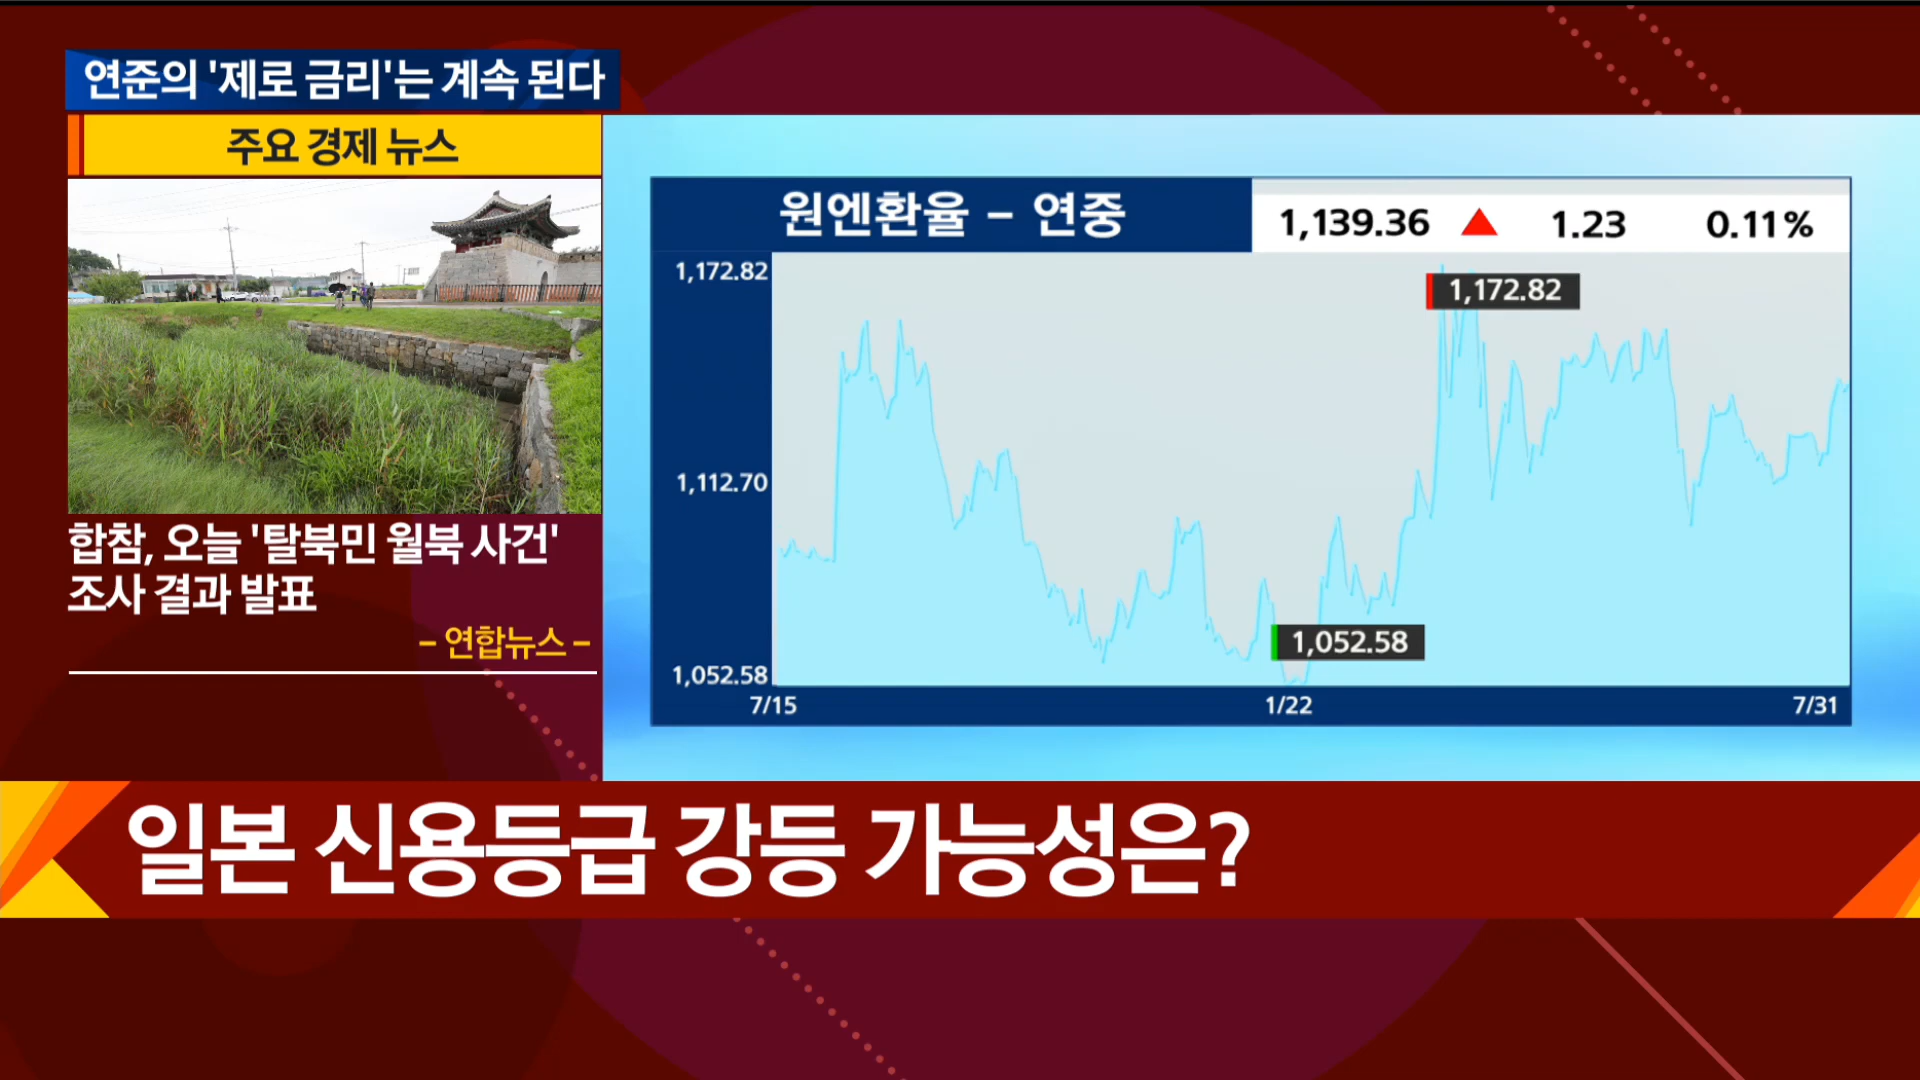 연준의 '제로 금리'는 계속 된다
주요 경제 뉴스
합참, 오늘 '탈북민 월북 사건'
조사 결과 발표
- 연합뉴스 -
원엔환율 - 연중
1,139.36 ▲ 1.23 0.11%
1,172.82
1,172.82
1,112.70
1,052.58
1,052.58
7/15 1/22 7/31
일본 신용등급 강등 가능성은?